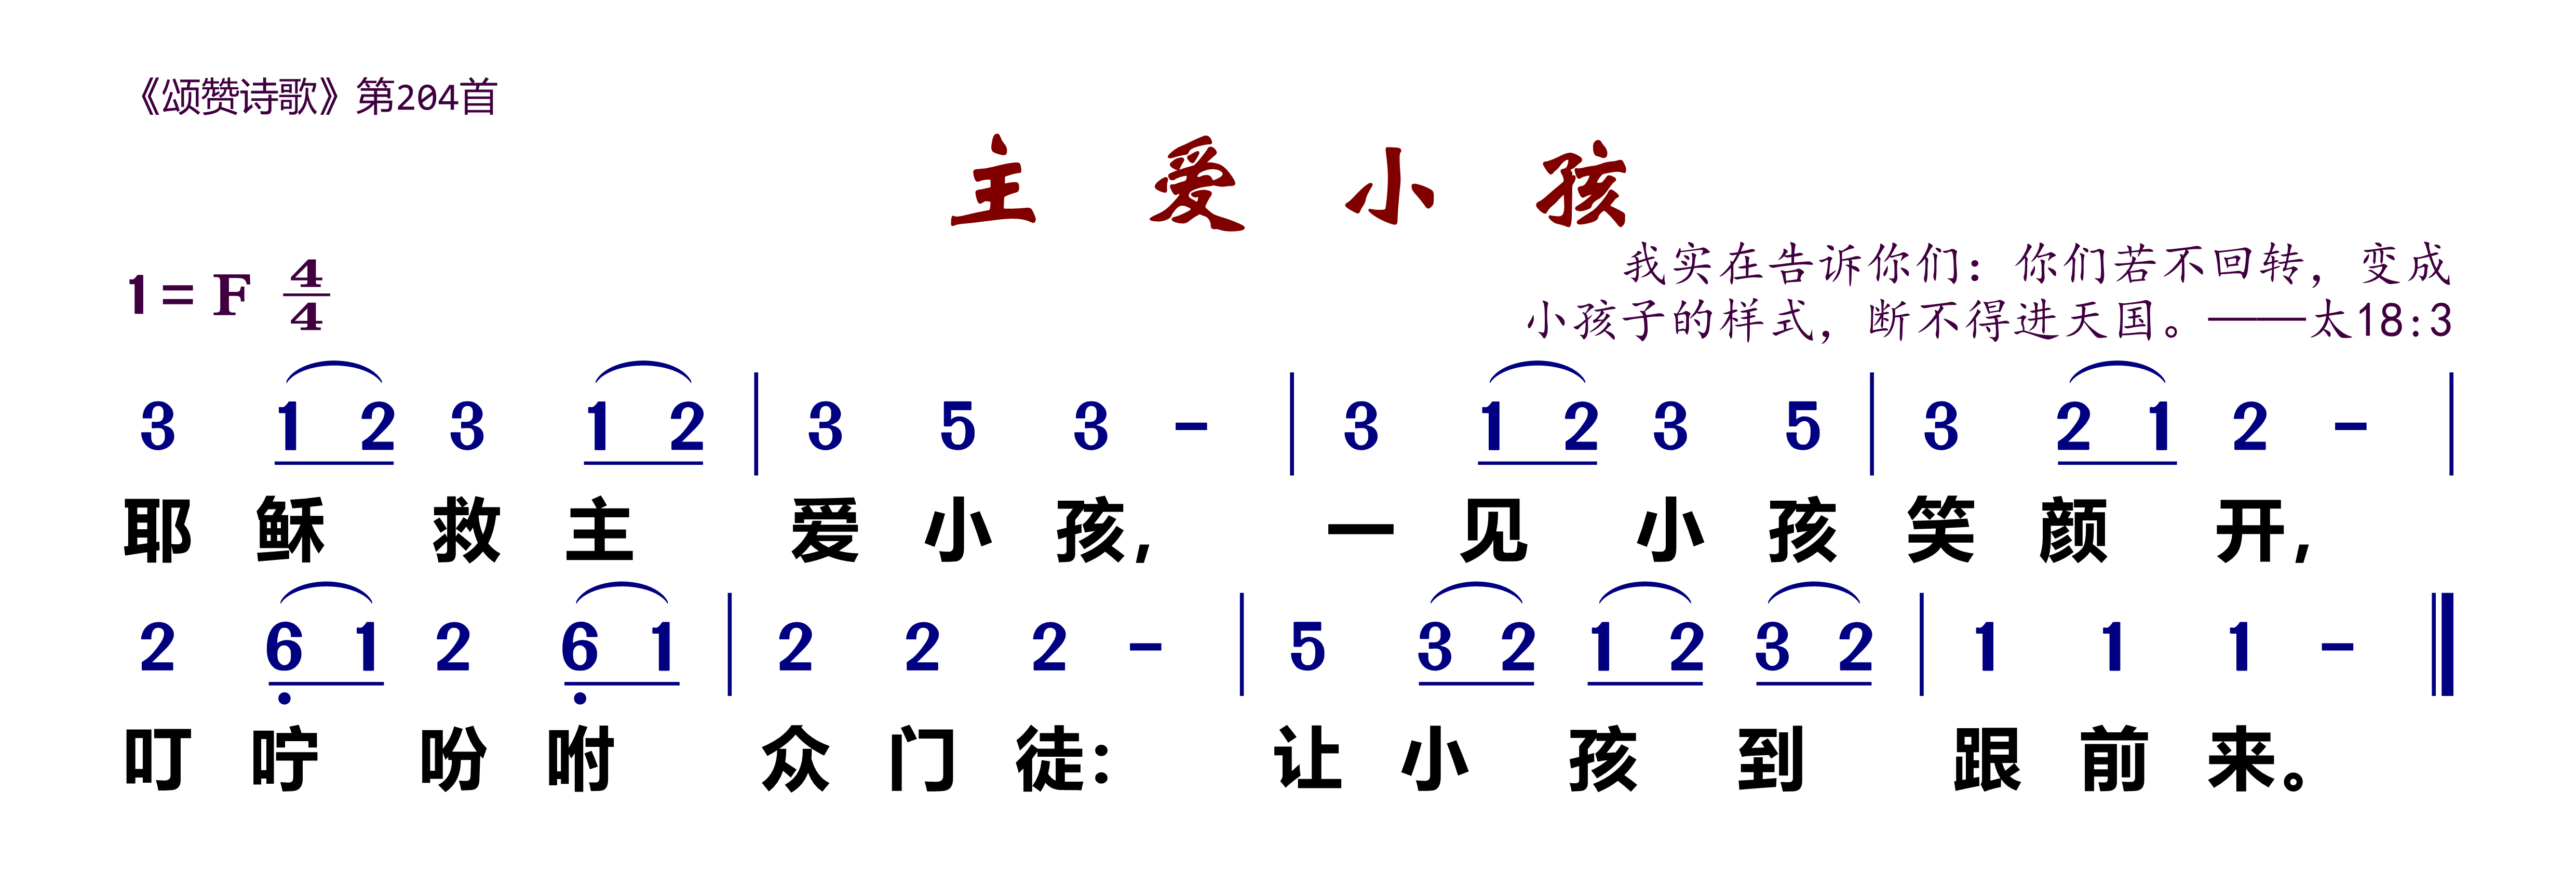 《颂赞诗歌》第204首
主爱小孩
1=F 4/4
我实在告诉你们：你们若不回转，变成
小孩子的样式，断不得进天国。——太18:3
3 1 2 3 1 2 | 3 5 3 - | 3 1 2 3 5 | 3 2 1 2 - |
耶稣救主爱小孩，一见小孩笑颜开，
2 6 1 2 6 1 | 2 2 2 - | 5 3 2 1 2 3 2 | 1 1 1 - ‖
叮咛吩咐众门徒：让小孩到跟前来。